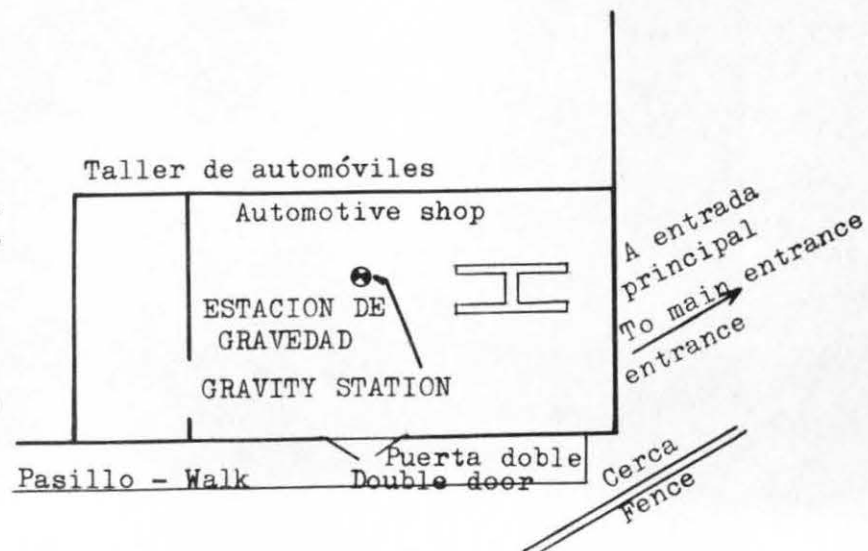 Taller de automóviles
Automotive shop
A entrada
principal
To main entrance
entrance
ESTACION DE
GRAVEDAD
GRAVITY STATION
Puerta doble
Pasillo - Walk
Double door
Cerca
Fence